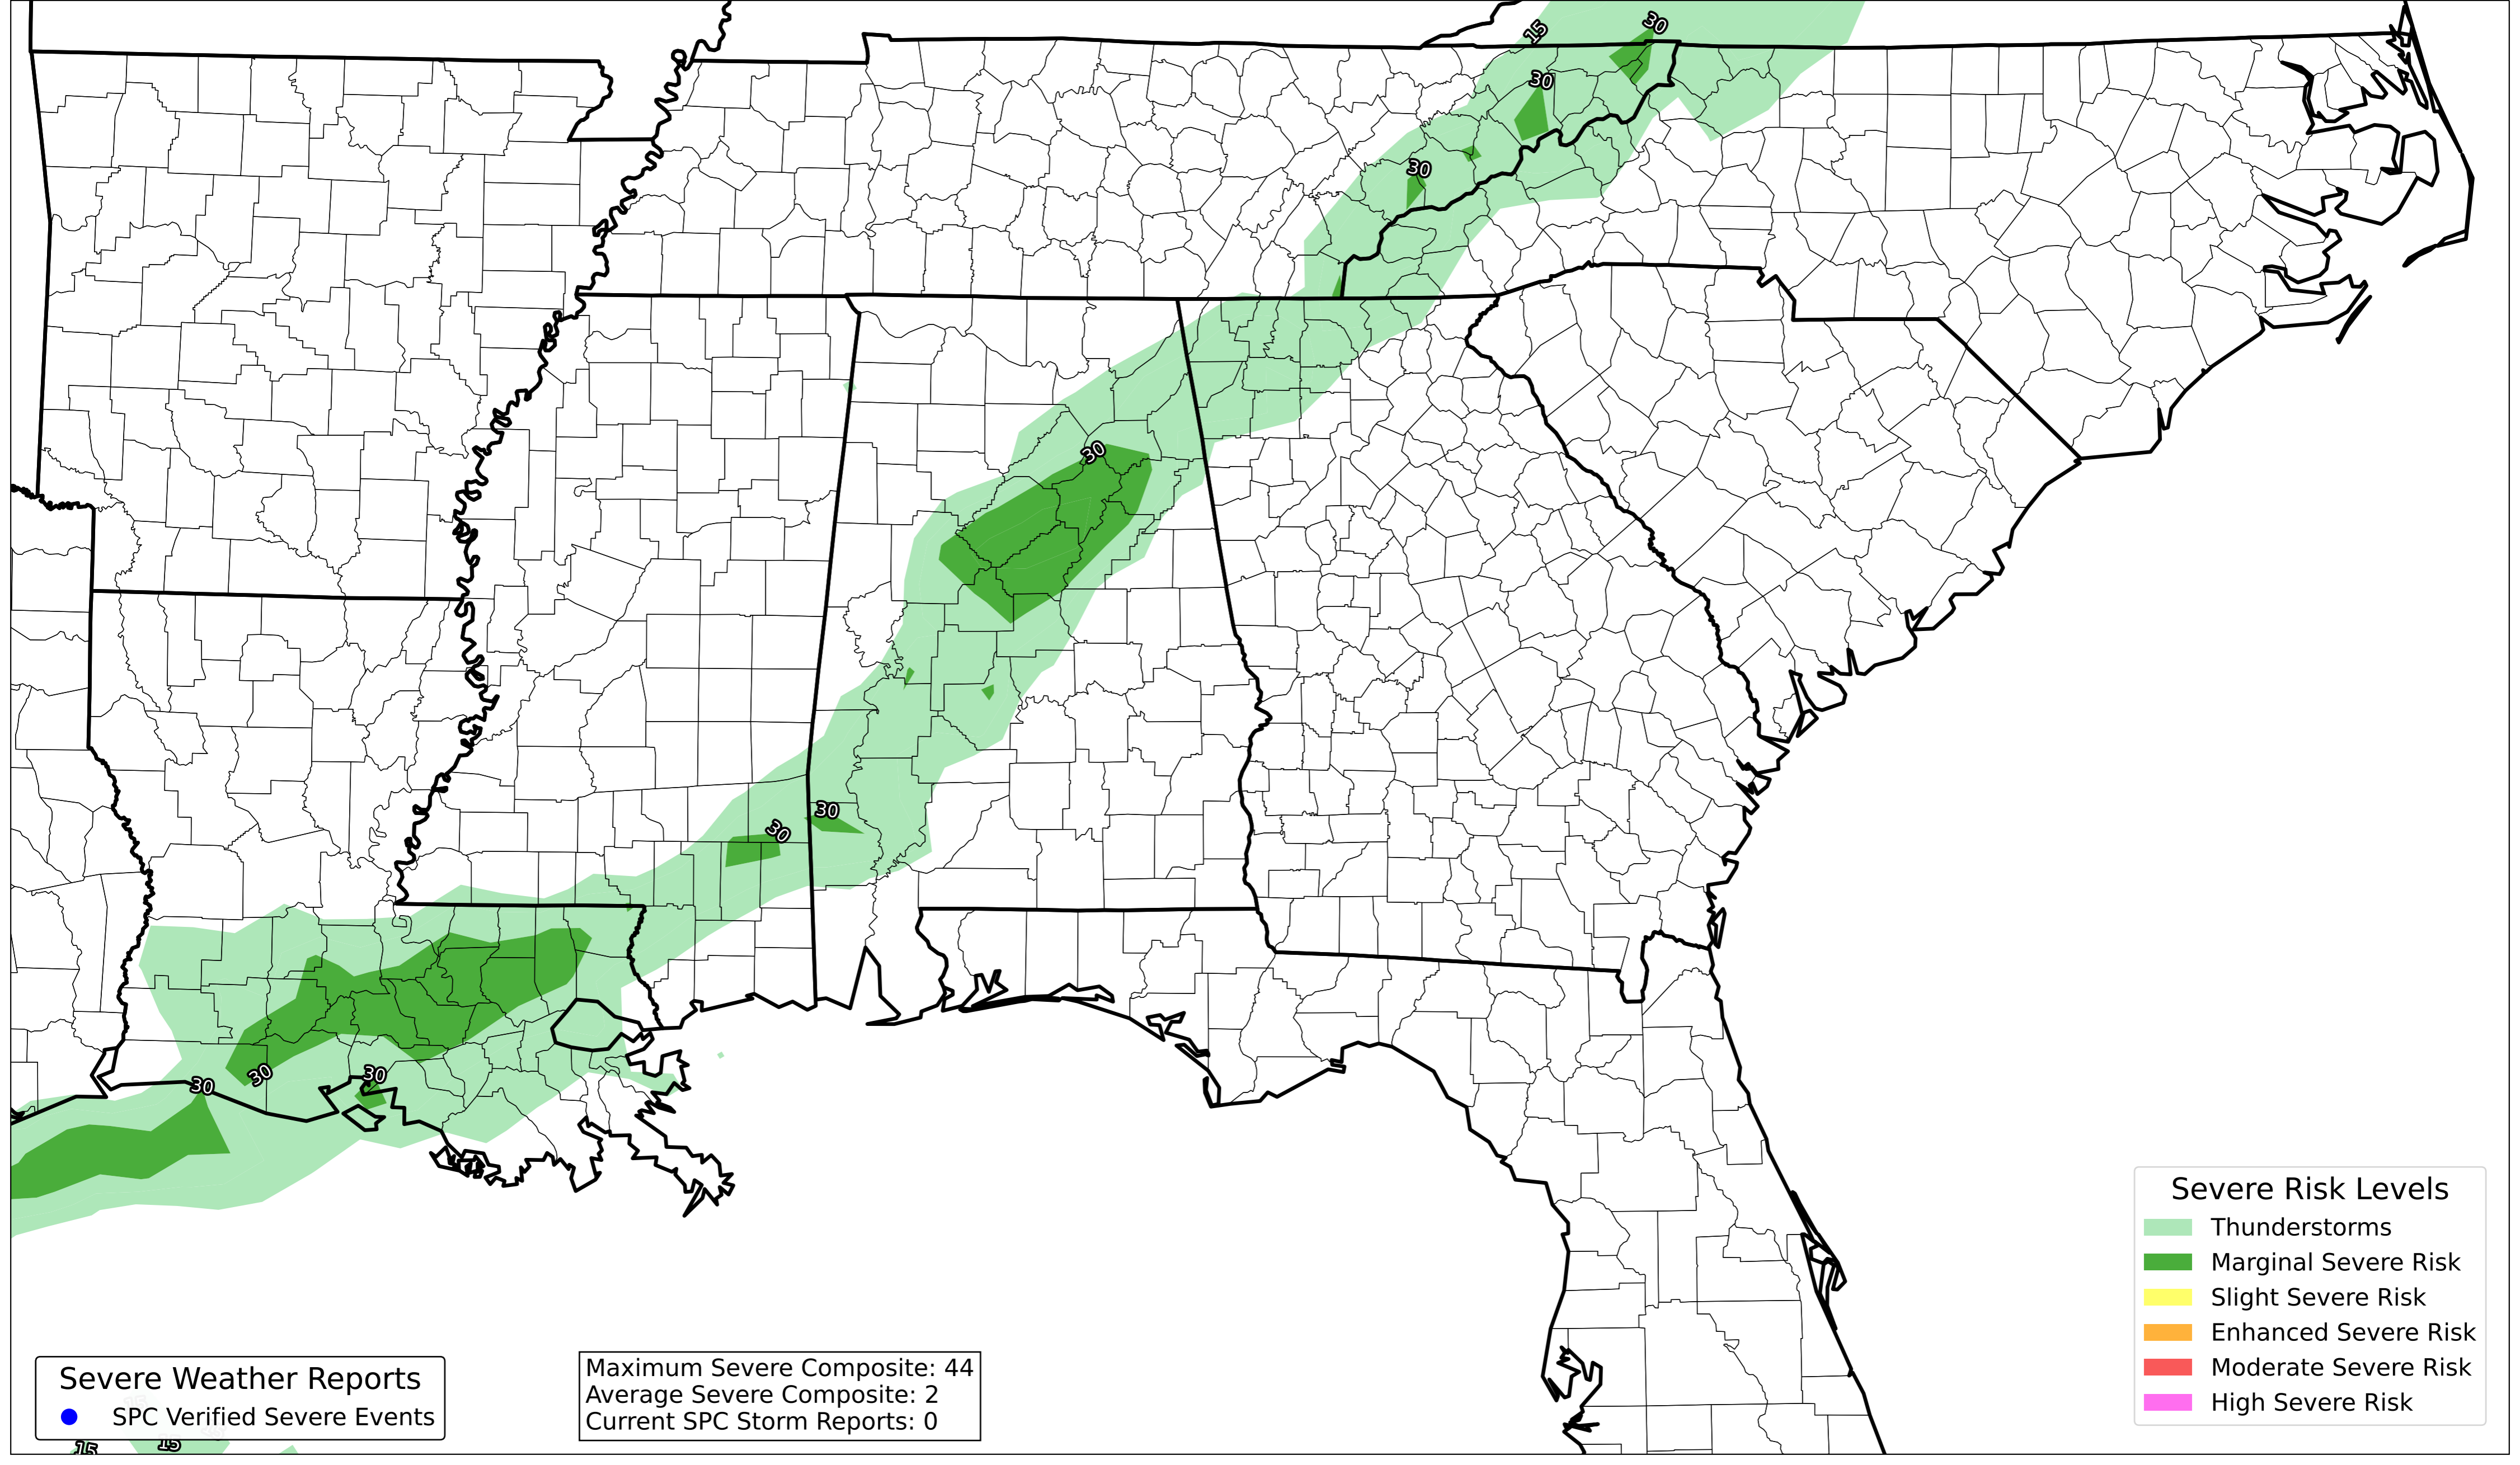 15
30
30
30
30
30
30
30
30
30
Severe Risk Levels
Thunderstorms
Marginal Severe Risk
Slight Severe Risk
Enhanced Severe Risk
Moderate Severe Risk
High Severe Risk
Severe Weather Reports
SPC Verified Severe Events
Maximum Severe Composite: 44
Average Severe Composite: 2
Current SPC Storm Reports: 0
15
15